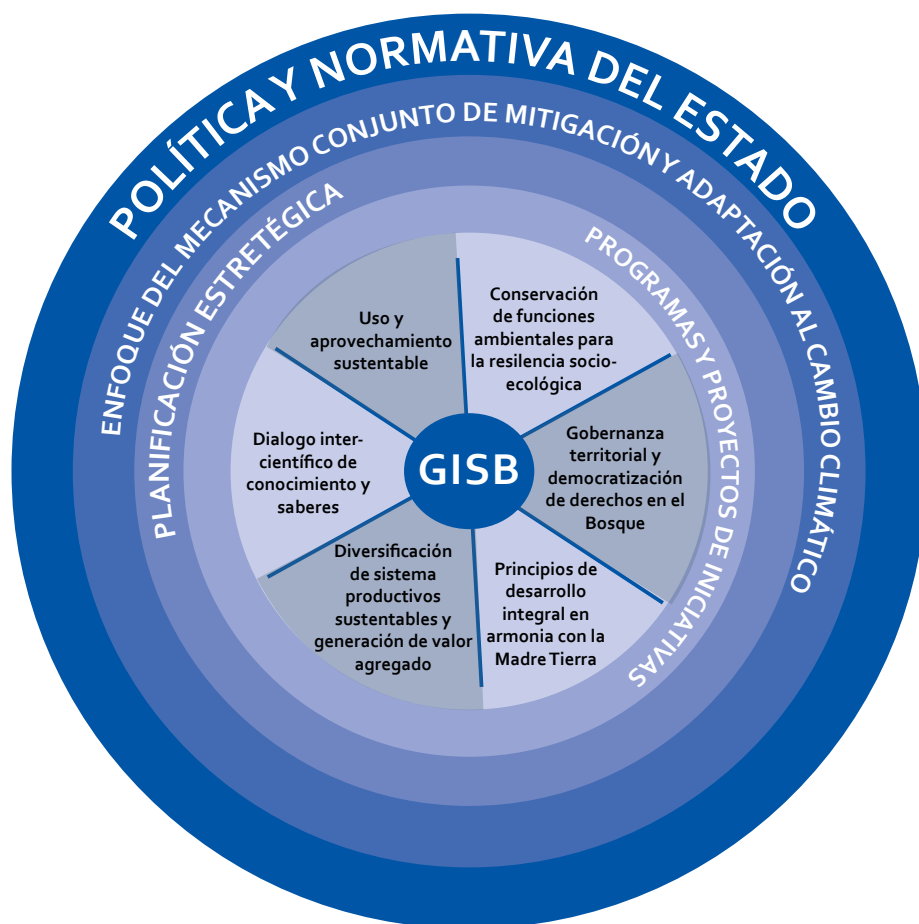 POLÍTICA Y NORMATIVA DEL ESTADO
ENFOQUE DEL MECANISMO CONJUNTO DE MITIGACIÓN Y ADAPTACIÓN AL CAMBIO CLIMÁTICO
PLANIFICACIÓN ESTRETÉGICA
PROGRAMAS Y PROYECTOS DE INICIATIVAS
Uso y
aprovechamiento
sustentable
Conservación
de funciones
ambientales para
la resilencia socio-
ecológica
Dialogo inter-
científico de
conocimiento y
saberes
GISB
Gobernanza
territorial y
democratización
de derechos en el
Bosque
Diversificación
de sistema
productivos
sustentables y
generación de valor
agregado
Principios de
desarrollo
integral en
armonia con la
Madre Tierra